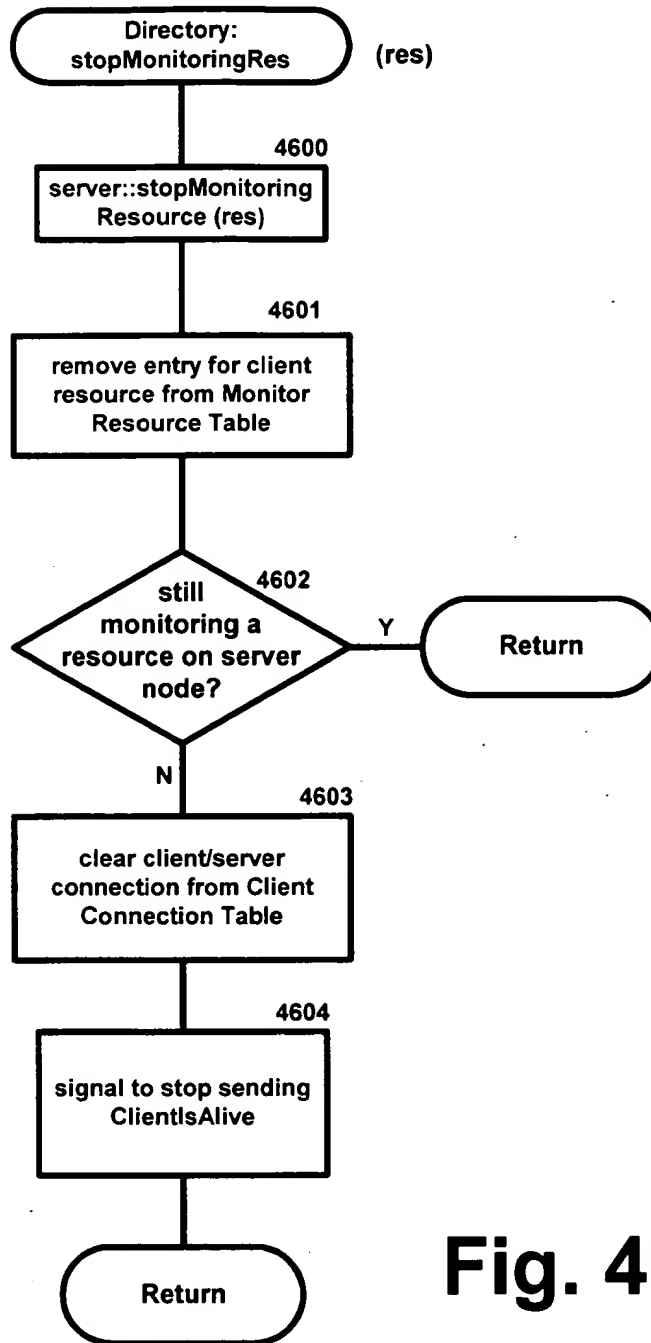 Directory:
stopMonitoringRes
(res)
4600
server::stopMonitoring
Resource (res)
4601
remove entry for client
resource from Monitor
Resource Table
4602
still
monitoring a
resource on server
node?
Y
Return
N
4603
clear client/server
connection from Client
Connection Table
4604
signal to stop sending
ClientIsAlive
Return
Fig. 4